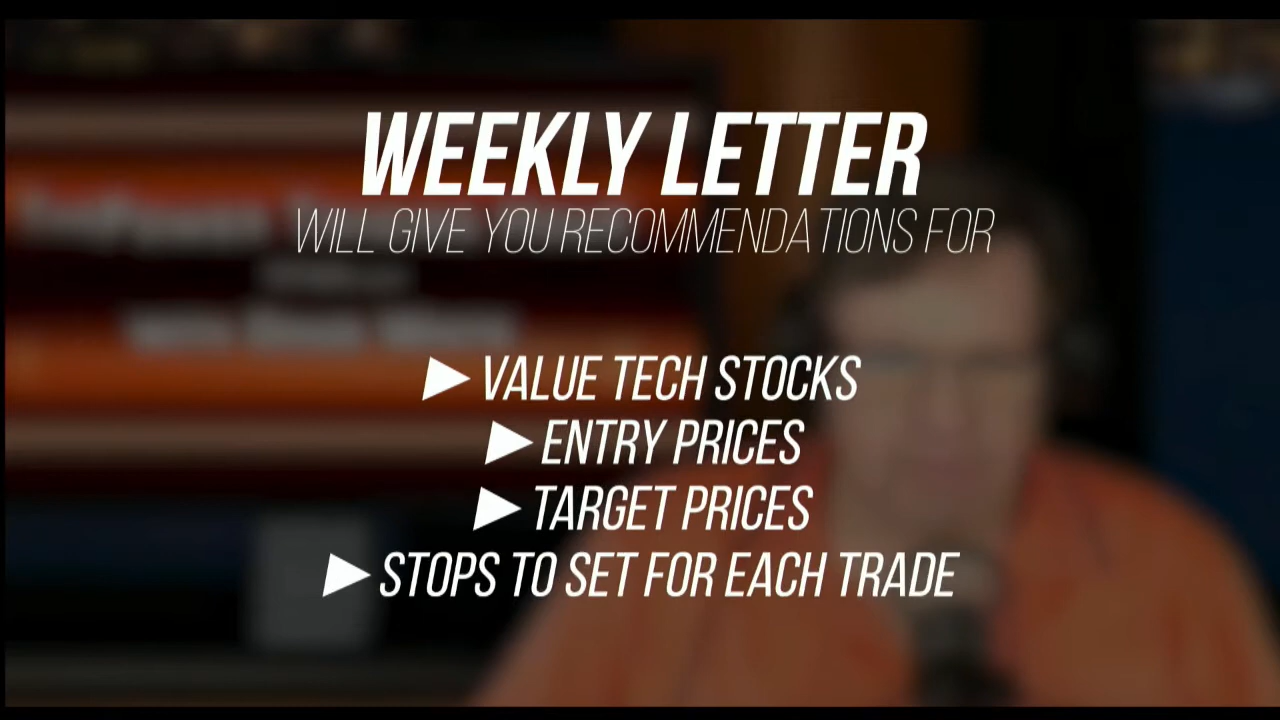 WEEKLY LETTER
WILL GIVE YOU RECOMMENDATIONS FOR
► VALUE TECH STOCKS
► ENTRY PRICES
► TARGET PRICES
► STOPS TO SET FOR EACH TRADE